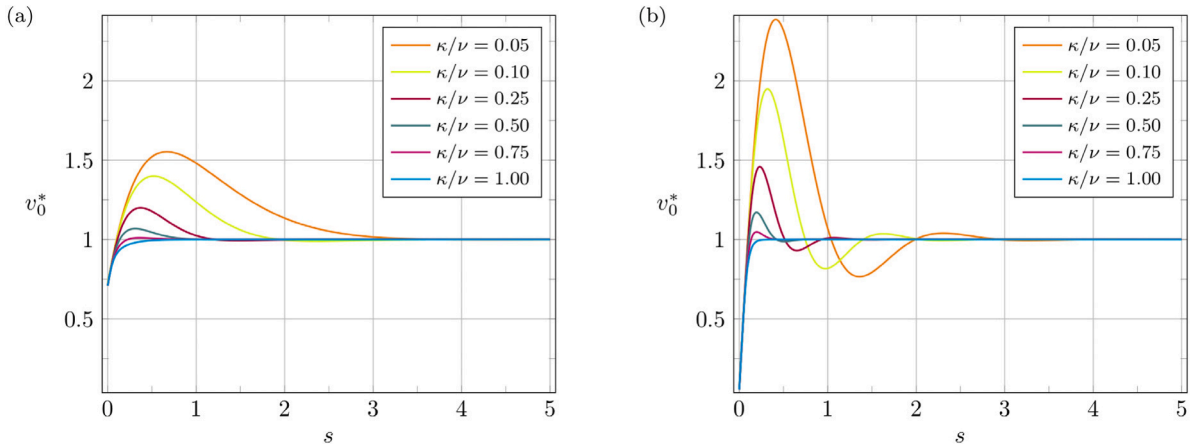 (a)
κ/ν = 0.05
κ/ν = 0.10
κ/ν = 0.25
κ/ν = 0.50
κ/ν = 0.75
κ/ν = 1.00
2
1.5
1
0.5
v₀*
0 1 2 3 4 5
s
(b)
κ/ν = 0.05
κ/ν = 0.10
κ/ν = 0.25
κ/ν = 0.50
κ/ν = 0.75
κ/ν = 1.00
2
1.5
1
0.5
v₀*
0 1 2 3 4 5
s